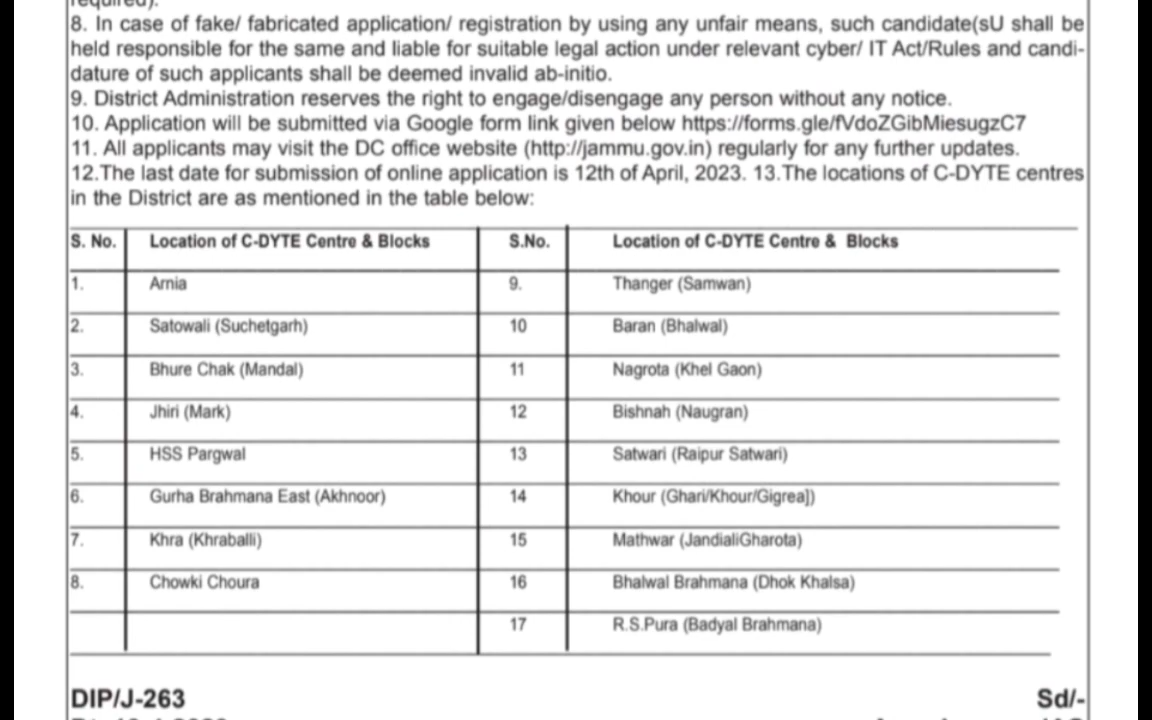 required).
8. In case of fake/ fabricated application/ registration by using any unfair means, such candidate(sU shall be
held responsible for the same and liable for suitable legal action under relevant cyber/ IT Act/Rules and candi-
dature of such applicants shall be deemed invalid ab-initio.
9. District Administration reserves the right to engage/disengage any person without any notice.
10. Application will be submitted via Google form link given below https://forms.gle/fVdoZGibMiesugzC7
11. All applicants may visit the DC office website (http://jammu.gov.in) regularly for any further updates.
12.The last date for submission of online application is 12th of April, 2023. 13.The locations of C-DYTE centres
in the District are as mentioned in the table below:
S. No. Location of C-DYTE Centre & Blocks S.No. Location of C-DYTE Centre & Blocks
1. Arnia 9. Thanger (Samwan)
2. Satowali (Suchetgarh) 10 Baran (Bhalwal)
3. Bhure Chak (Mandal) 11 Nagrota (Khel Gaon)
4. Jhiri (Mark) 12 Bishnah (Naugran)
5. HSS Pargwal 13 Satwari (Raipur Satwari)
6. Gurha Brahmana East (Akhnoor) 14 Khour (Ghari/Khour/Gigrea])
7. Khra (Khraballi) 15 Mathwar (JandialiGharota)
8. Chowki Choura 16 Bhalwal Brahmana (Dhok Khalsa)
17 R.S.Pura (Badyal Brahmana)
DIP/J-263 Sd/-